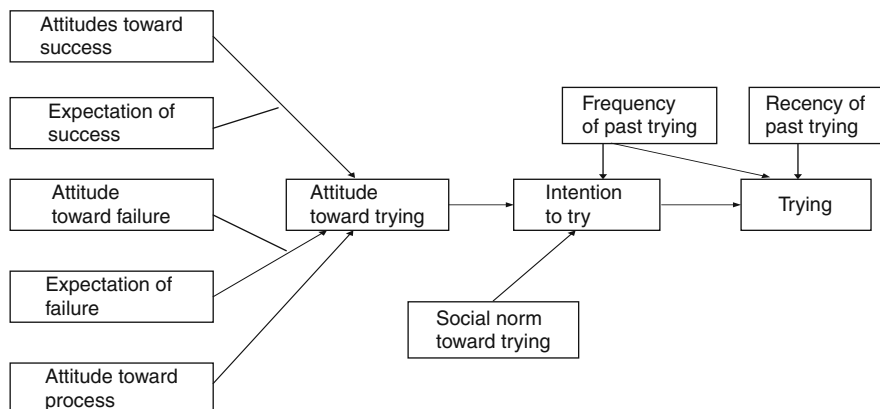 Attitudes toward
success
Expectation of
success
Attitude
toward failure
Expectation of
failure
Attitude toward
process
Attitude
toward trying
Frequency
of past trying
Recency of
past trying
Intention
to try
Trying
Social norm
toward trying